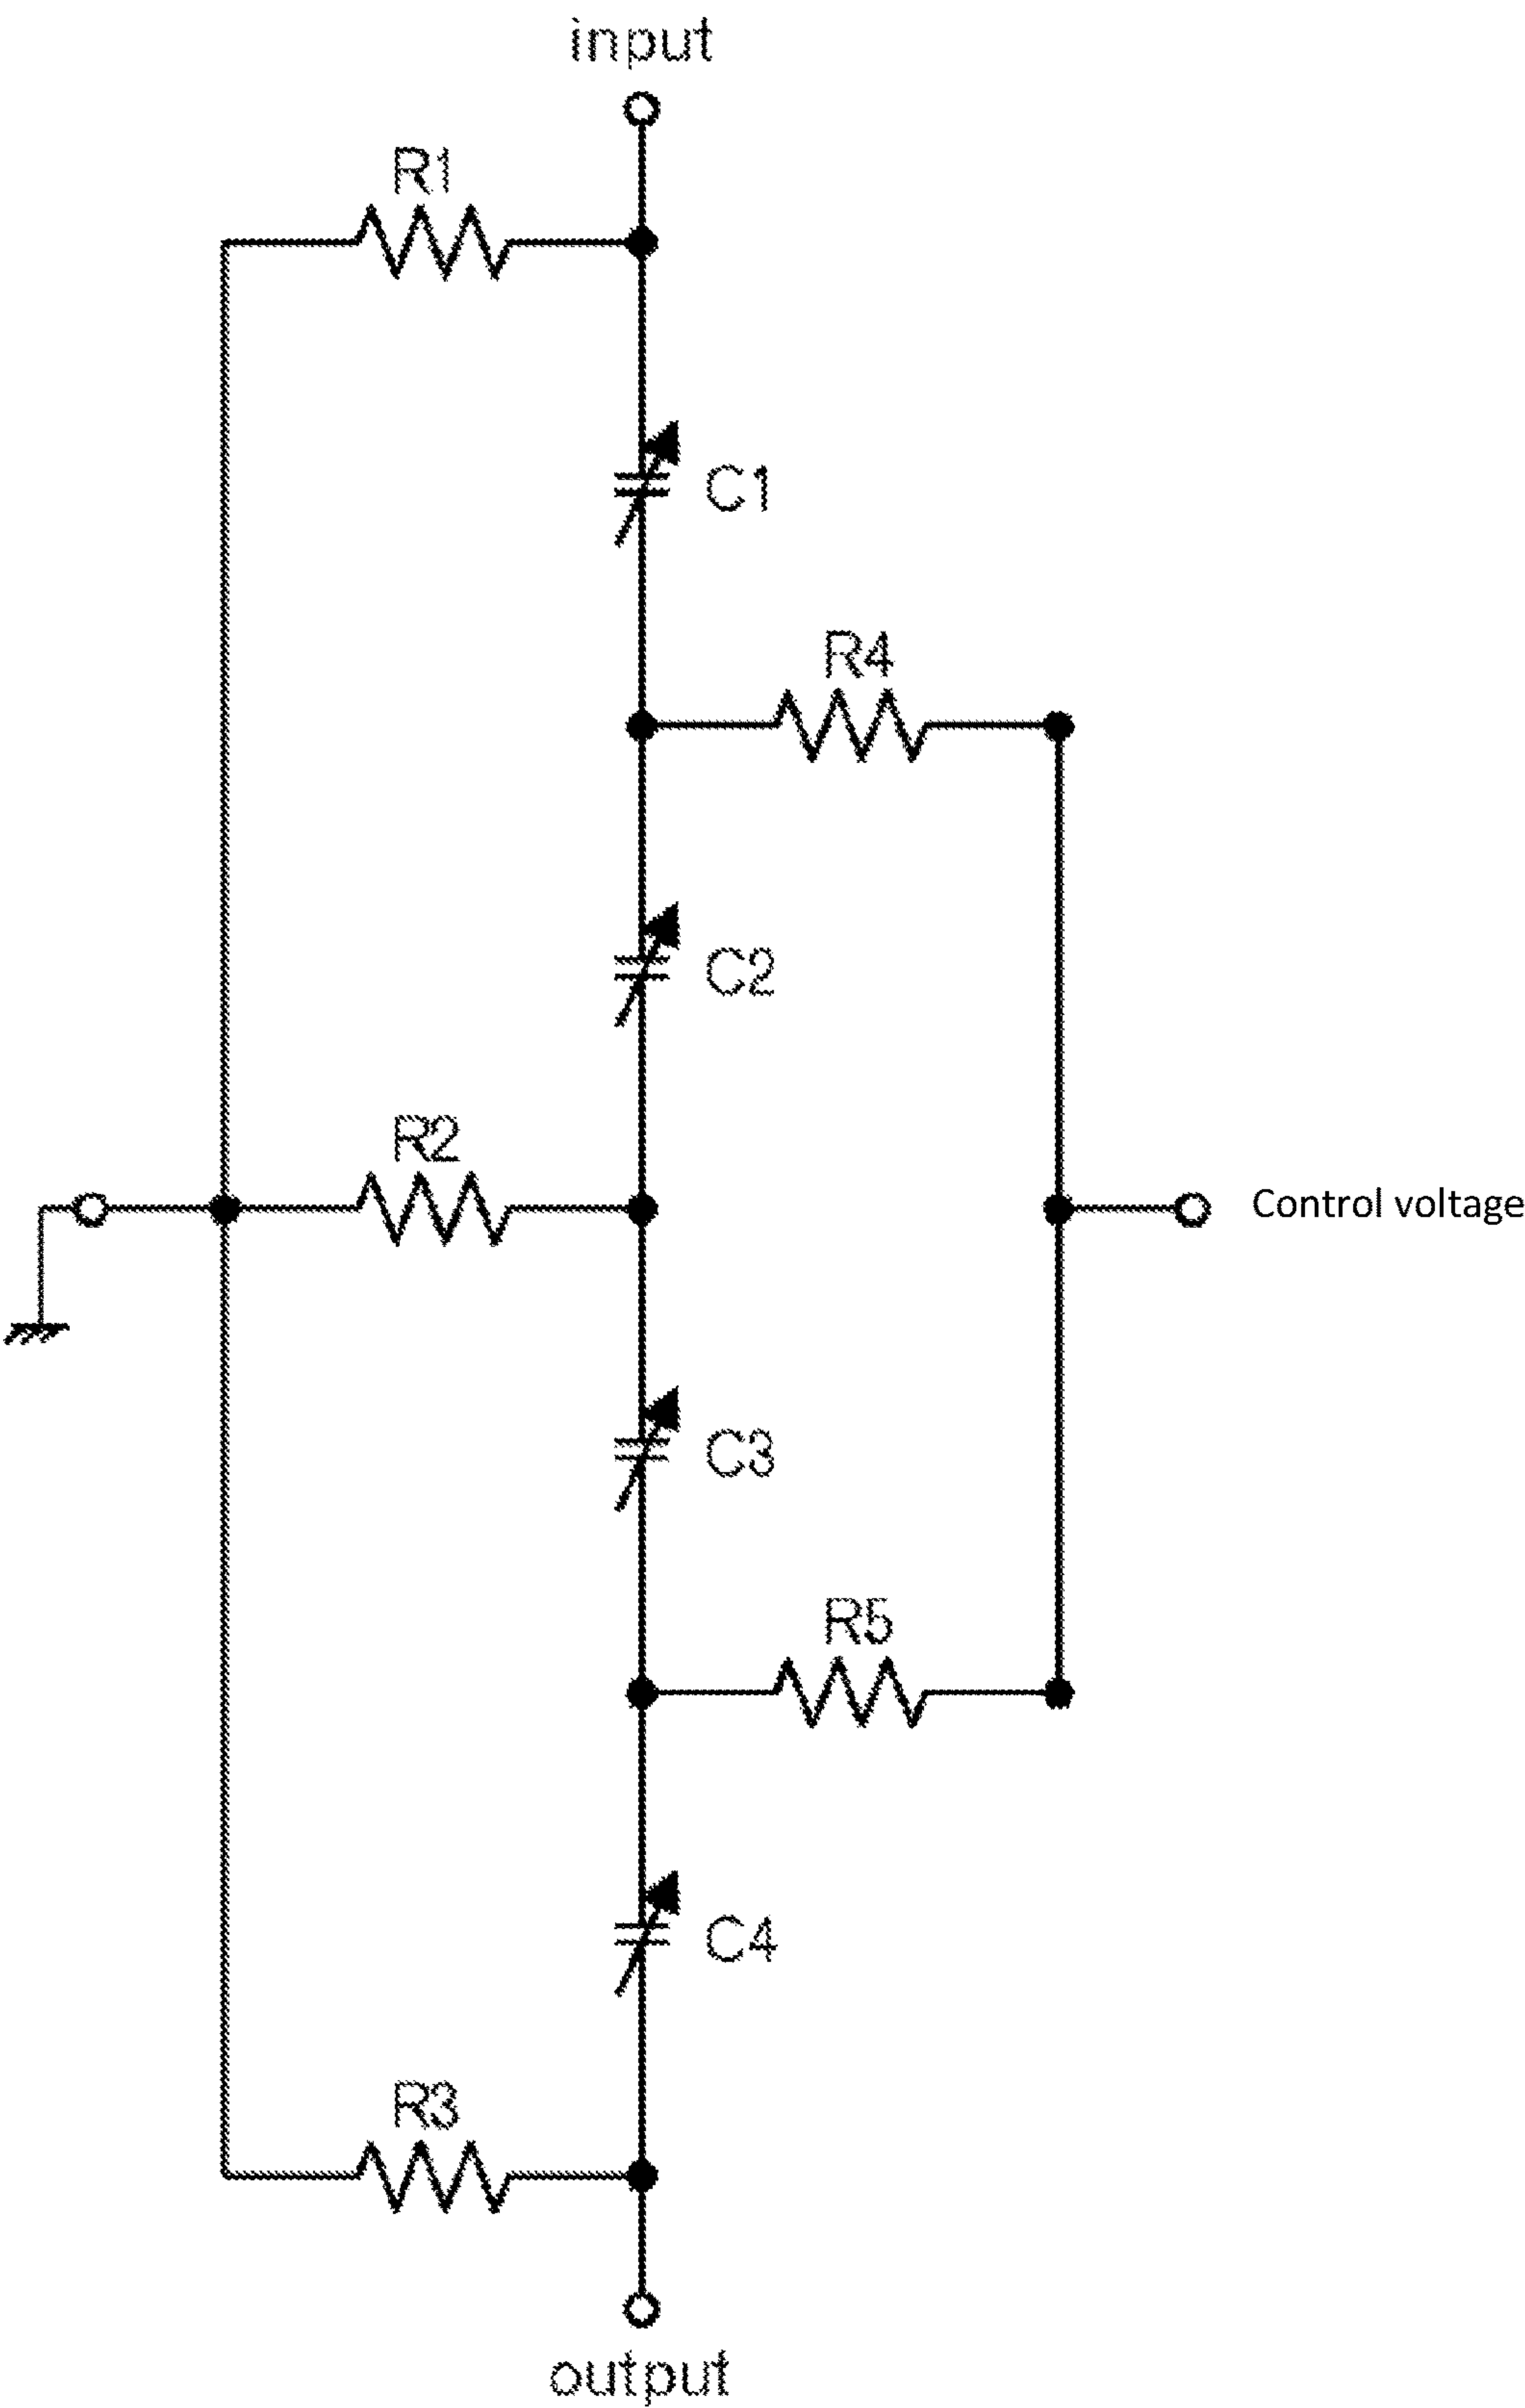 input
R1
C1
R4
C2
R2
Control voltage
C3
R5
C4
R3
output